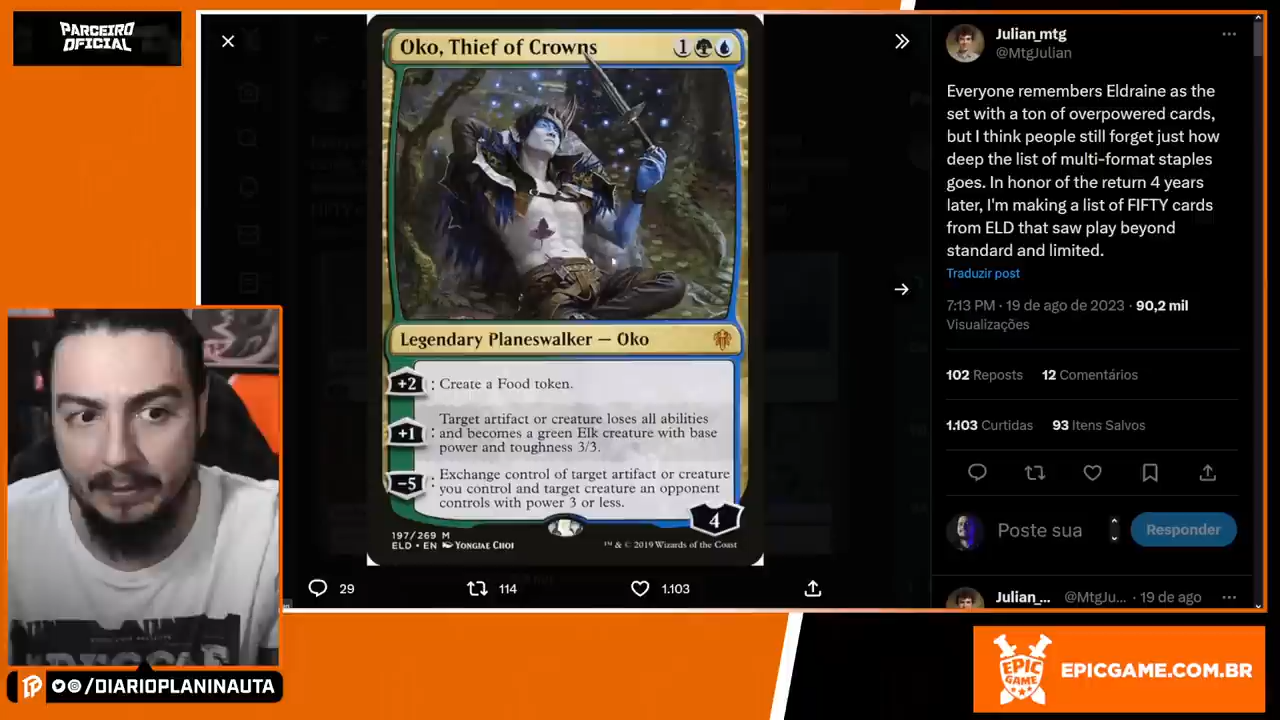 PARCEIRO
OFICIAL
Oko, Thief of Crowns
1
Legendary Planeswalker — Oko
+2 : Create a Food token.
Target artifact or creature loses all abilities
+1 : and becomes a green Elk creature with base
power and toughness 3/3.
Exchange control of target artifact or creature
-5 : you control and target creature an opponent
controls with power 3 or less.
4
197/269 M
ELD • EN Yongjae Choi
™ & © 2019 Wizards of the Coast
29
114
1.103
Julian_mtg
@MtgJulian
Everyone remembers Eldraine as the
set with a ton of overpowered cards,
but I think people still forget just how
deep the list of multi-format staples
goes. In honor of the return 4 years
later, I'm making a list of FIFTY cards
from ELD that saw play beyond
standard and limited.
Traduzir post
7:13 PM · 19 de ago de 2023 · 90,2 mil
Visualizações
102 Reposts 12 Comentários
1.103 Curtidas 93 Itens Salvos
Poste sua
Responder
Julian_... @MtgJu... · 19 de ago
/DIARIOPLANINAUTA
EPIC
GAME
EPICGAME.COM.BR